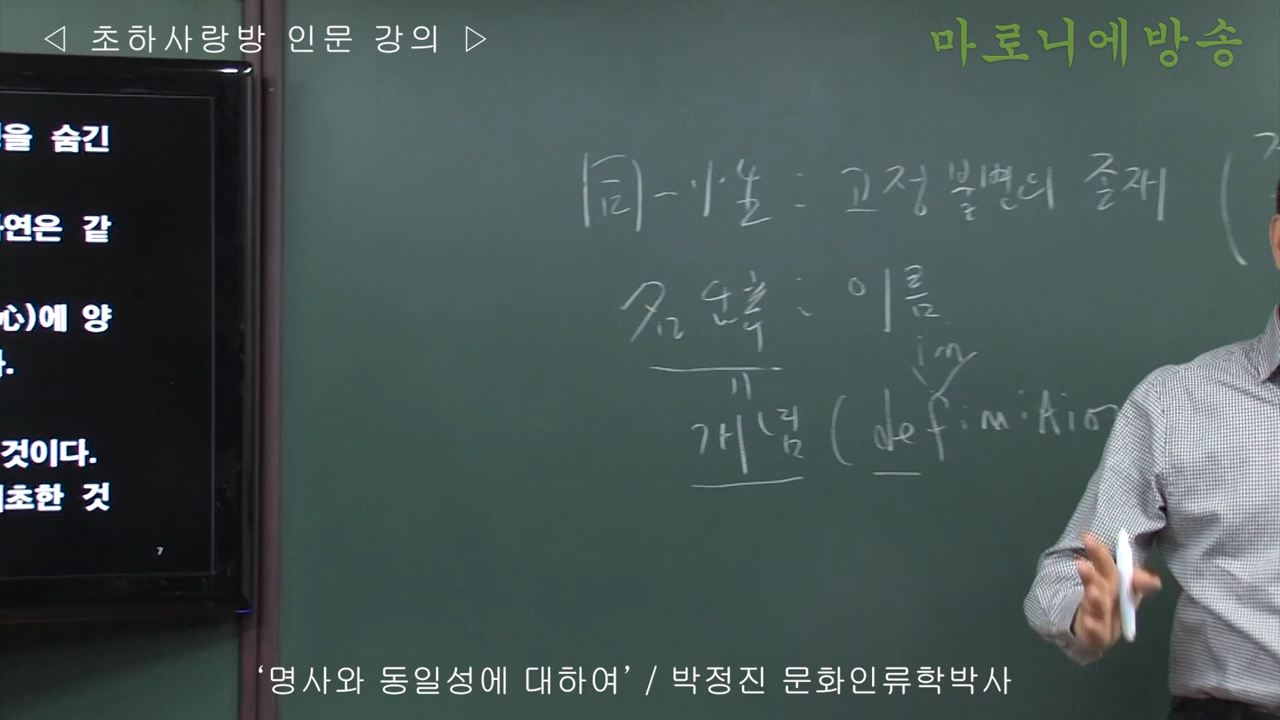 ◁ 초하사랑방 인문 강의 ▷
마로니에방송
을 숨긴
연은 같
心)에 양
것이다.
초한 것
7
同一性 : 고정불변의 존재 (
名 : 이름
im
〃
개념 (definition
‘명사와 동일성에 대하여’ / 박정진 문화인류학박사